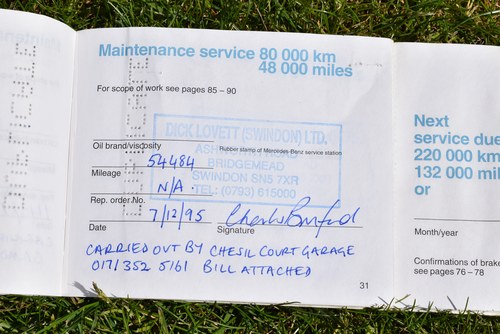 Maintenance service 80 000 km
48 000 miles
For scope of work see pages 85 – 90
DICK LOVETT (SWINDON) LTD.
Oil brand/viscosity
Rubber stamp of Mercedes-Benz service station
BRIDGEMEAD
54484
SWINDON SN5 7XR
Mileage
TEL: (0793) 615000
N/A.
Rep. order No.
7/12/95
Date
Signature
CARRIED OUT BY CHESIL COURT GARAGE
0171 352 5161 BILL ATTACHED
31
Next
service due
220 000 km
132 000 mil
or
Month/year
Confirmations of brake
see pages 76 – 78